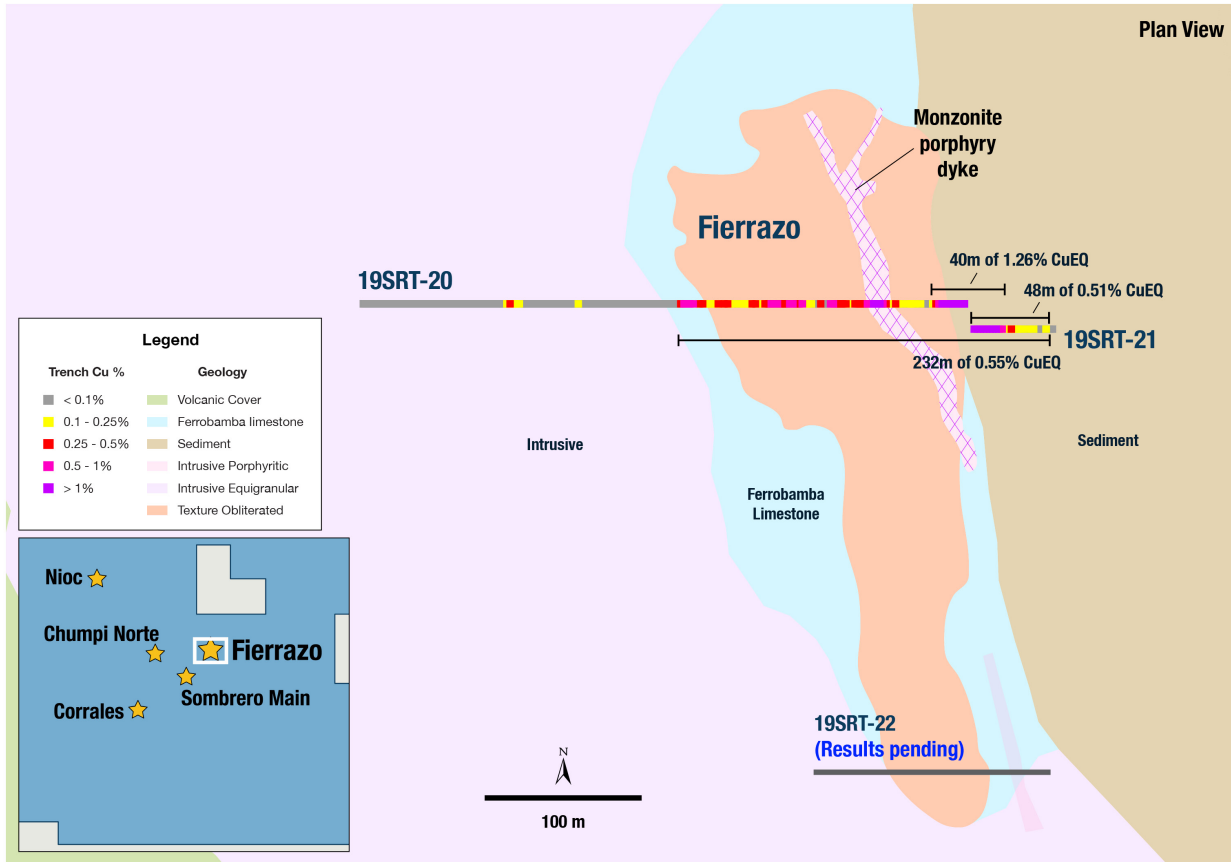 Plan View
Monzonite
porphyry
dyke
Fierrazo
40m of 1.26% CuEQ
19SRT-20
48m of 0.51% CuEQ
19SRT-21
232m of 0.55% CuEQ
Legend
Trench Cu %
< 0.1%
0.1 - 0.25%
0.25 - 0.5%
0.5 - 1%
> 1%
Geology
Volcanic Cover
Ferrobamba limestone
Sediment
Intrusive Porphyritic
Intrusive Equigranular
Texture Obliterated
Intrusive
Sediment
Ferrobamba
Limestone
Nioc
Chumpi Norte
Fierrazo
Sombrero Main
Corrales
19SRT-22
(Results pending)
N
100 m